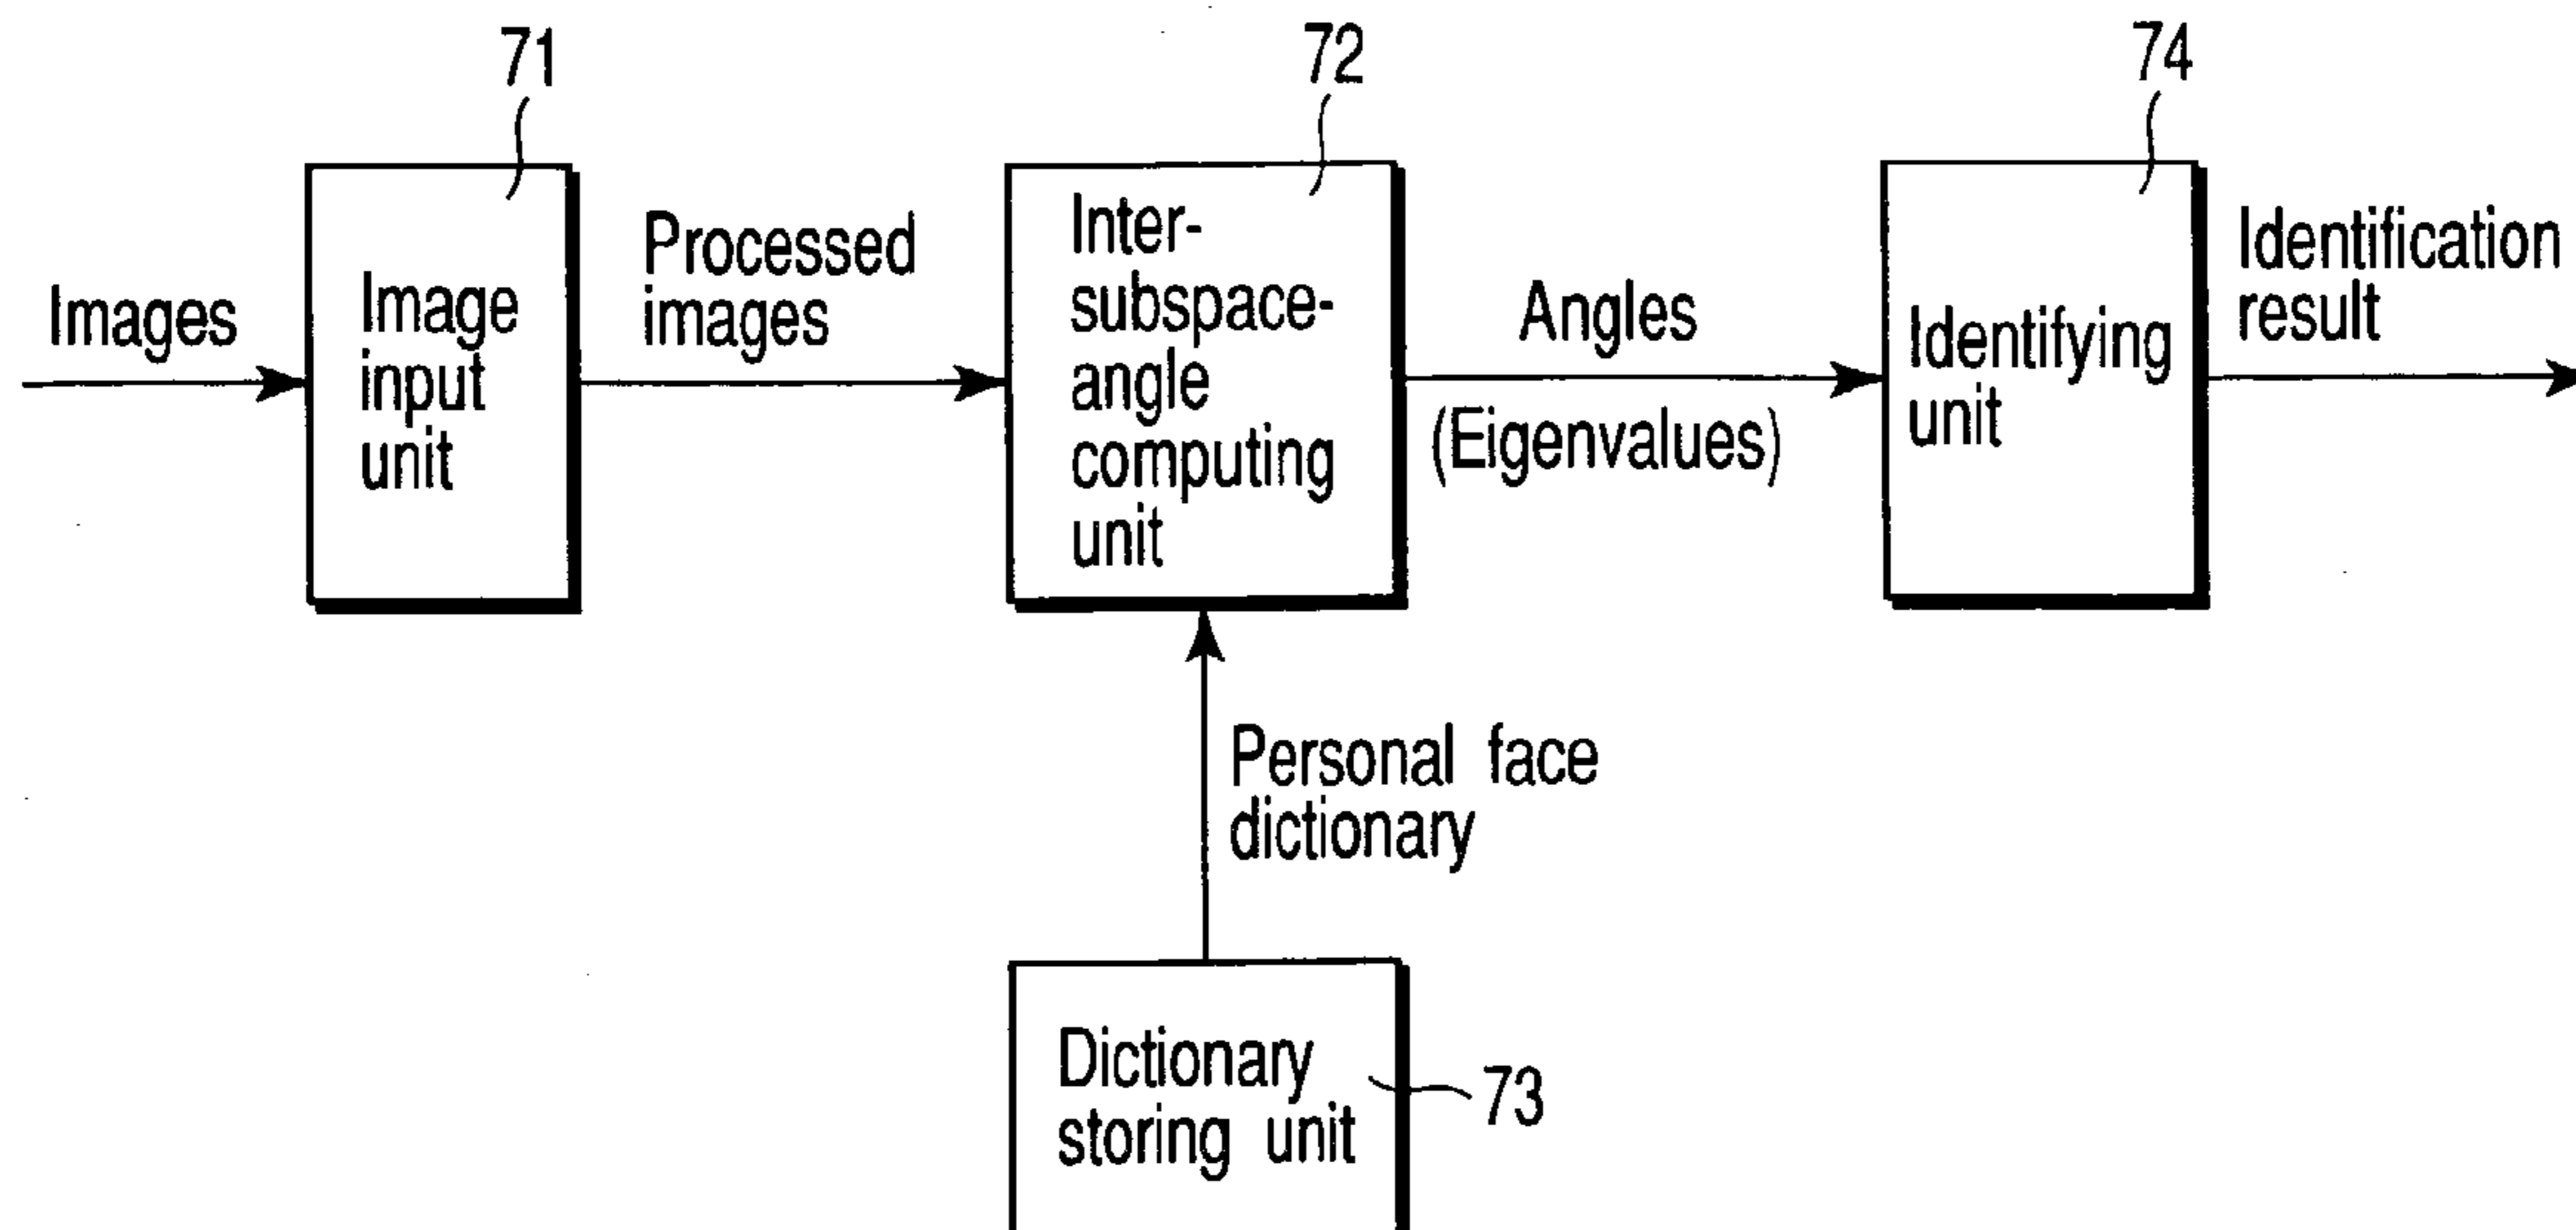 71
72
74
Images
Image
input
unit
Processed
images
Inter-
subspace-
angle
computing
unit
Angles
(Eigenvalues)
Identifying
unit
Identification
result
Personal face
dictionary
Dictionary
storing unit
73